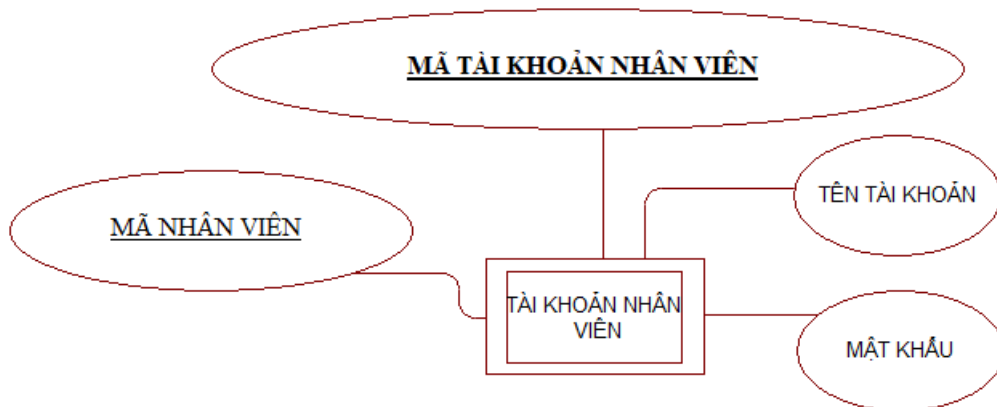 MÃ TÀI KHOẢN NHÂN VIÊN
TÊN TÀI KHOẢN
MÃ NHÂN VIÊN
TÀI KHOẢN NHÂN
VIÊN
MẬT KHẨU